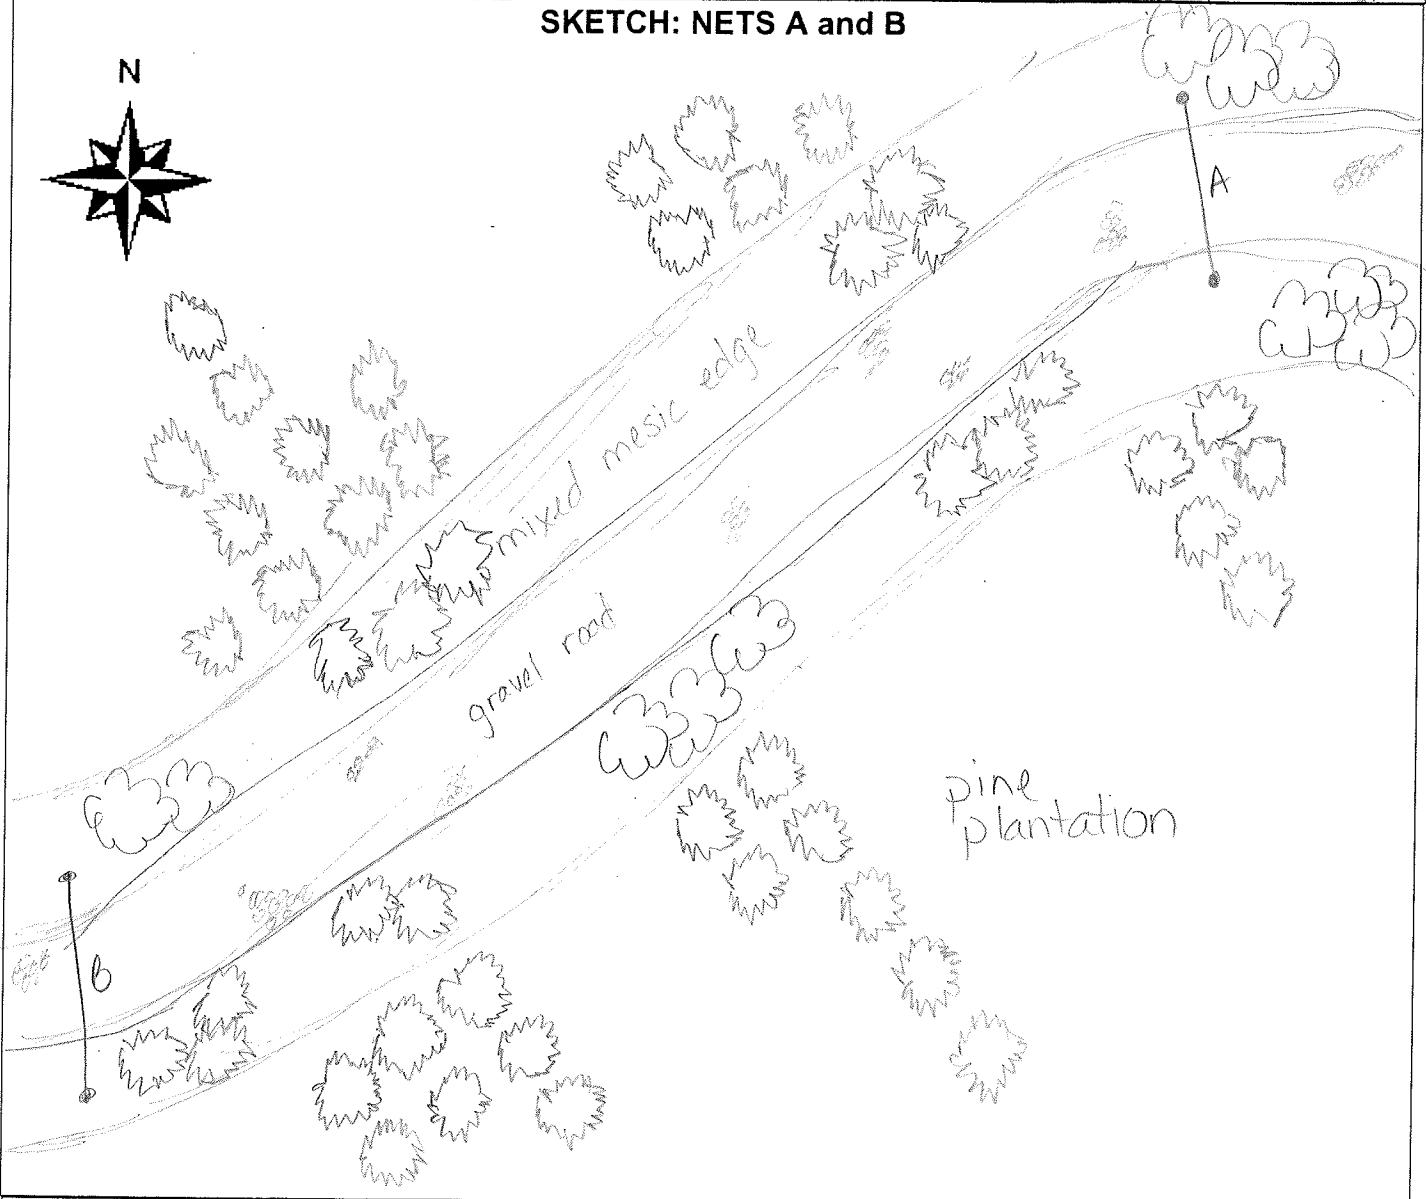 SKETCH: NETS A and B
N
A
mixed mesic edge
gravel road
pine
plantation
B